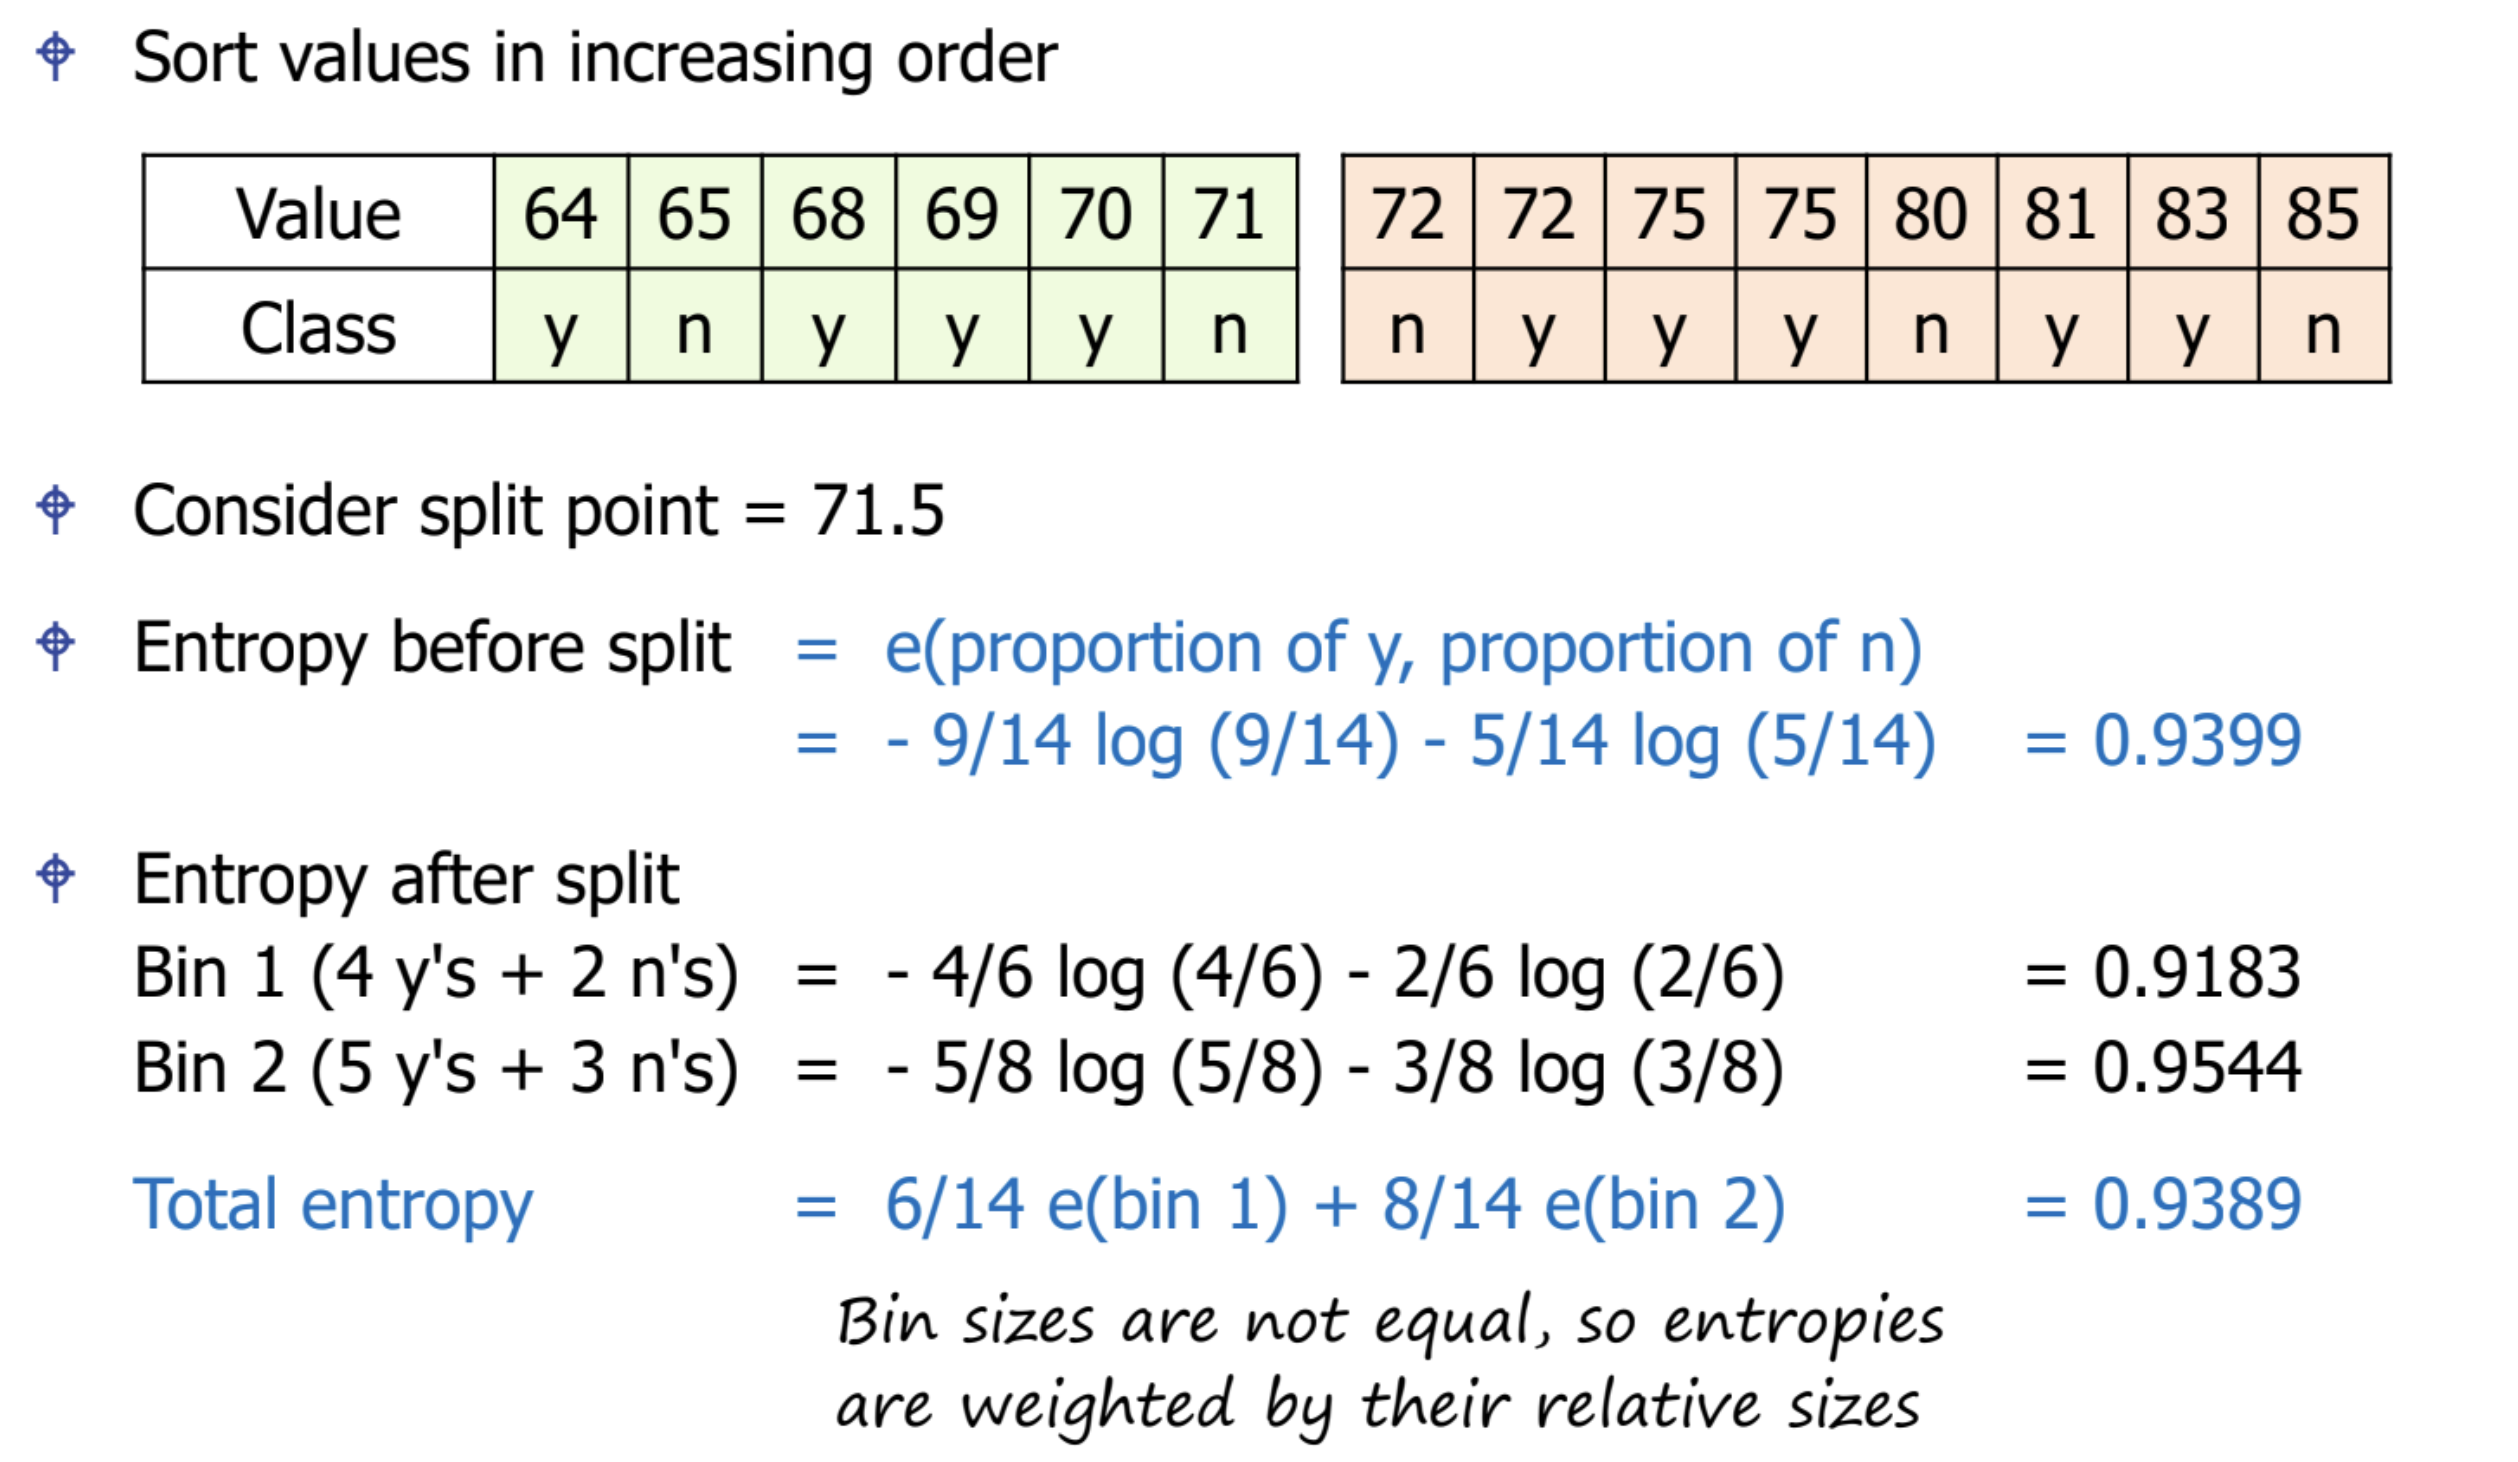 Sort values in increasing order
Value 64 65 68 69 70 71 72 72 75 75 80 81 83 85
Class y n y y y n n y y y n y y n
Consider split point = 71.5
Entropy before split = e(proportion of y, proportion of n)
= - 9/14 log (9/14) - 5/14 log (5/14) = 0.9399
Entropy after split
Bin 1 (4 y's + 2 n's) = - 4/6 log (4/6) - 2/6 log (2/6) = 0.9183
Bin 2 (5 y's + 3 n's) = - 5/8 log (5/8) - 3/8 log (3/8) = 0.9544
Total entropy = 6/14 e(bin 1) + 8/14 e(bin 2) = 0.9389
Bin sizes are not equal, so entropies
are weighted by their relative sizes